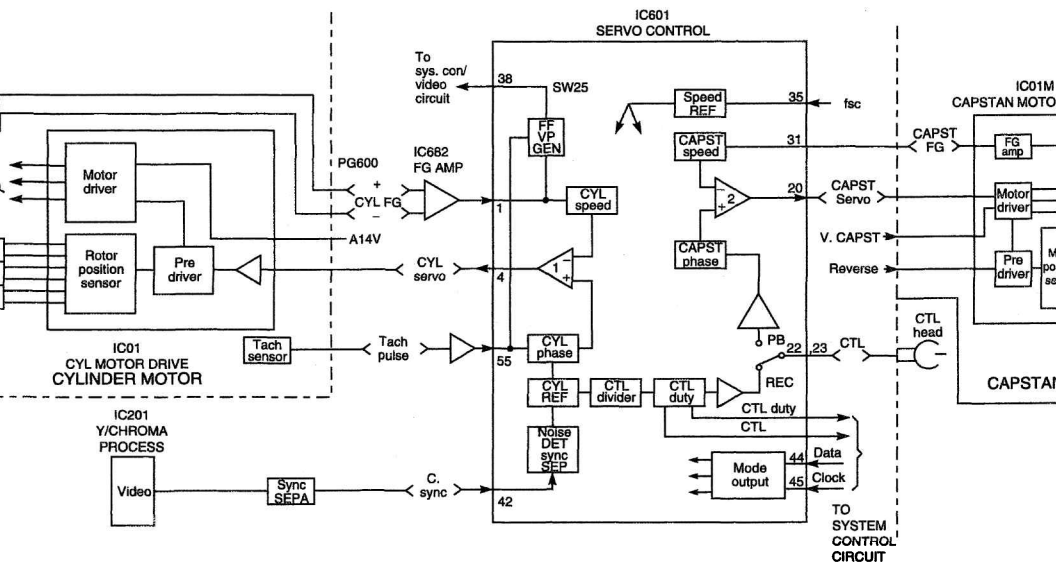 IC601
SERVO CONTROL
To
sys. con/
video
circuit
38
SW25
FF
VP
GEN
Speed
REF
35
fsc
CAPST
speed
31
CAPST
FG
IC01M
CAPSTAN MOTO
FG
amp
Motor
driver
PG600
+
CYL FG
−
IC682
FG AMP
1
CYL
speed
−
+
2
20
CAPST
Servo
Motor
driver
V. CAPST
A14V
Rotor
position
sensor
Pre
driver
CYL
servo
4
1
−
+
CAPST
phase
Reverse
Pre
driver
M
po
se
IC01
CYL MOTOR DRIVE
CYLINDER MOTOR
Tach
sensor
Tach
pulse
55
CYL
phase
PB
22
23
CTL
CTL
head
REC
CYL
REF
CTL
divider
CTL
duty
CAPSTAN
CTL duty
CTL
IC201
Y/CHROMA
PROCESS
Noise
DET
sync
SEP
Video
Sync
SEPA
C.
sync
42
Mode
output
44
Data
45
Clock
TO
SYSTEM
CONTROL
CIRCUIT